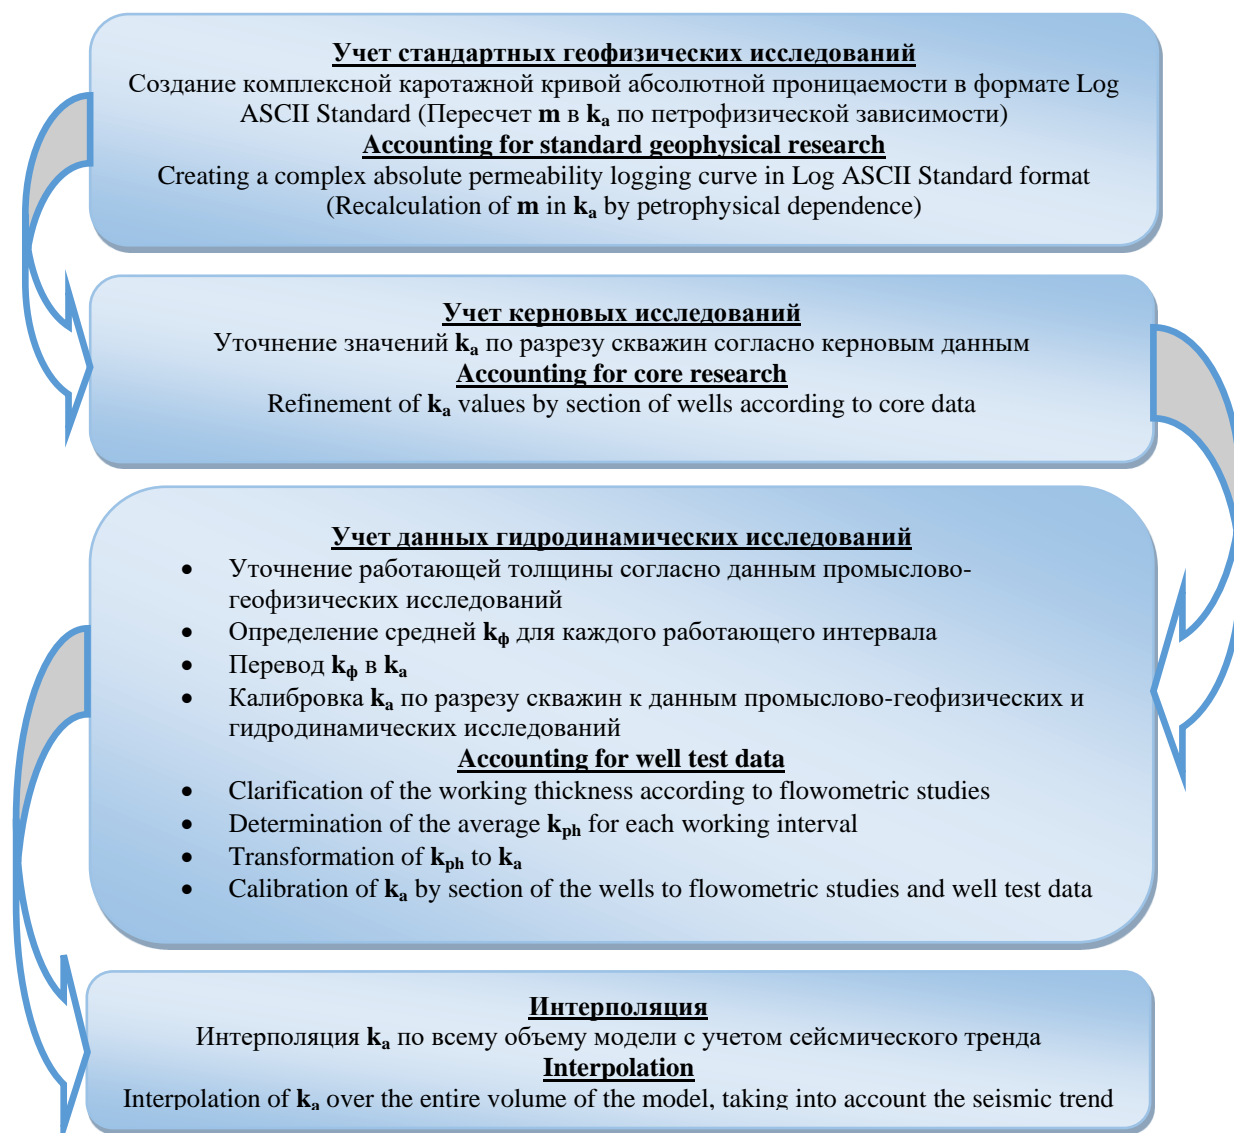 Учет стандартных геофизических исследований
Создание комплексной каротажной кривой абсолютной проницаемости в формате Log
ASCII Standard (Пересчет m в kа по петрофизической зависимости)
Accounting for standard geophysical research
Creating a complex absolute permeability logging curve in Log ASCII Standard format
(Recalculation of m in ka by petrophysical dependence)
Учет керновых исследований
Уточнение значений kа по разрезу скважин согласно керновым данным
Accounting for core research
Refinement of ka values by section of wells according to core data
Учет данных гидродинамических исследований
• Уточнение работающей толщины согласно данным промыслово-
геофизических исследований
• Определение средней kф для каждого работающего интервала
• Перевод kф в kа
• Калибровка kа по разрезу скважин к данным промыслово-геофизических и
гидродинамических исследований
Accounting for well test data
• Clarification of the working thickness according to flowometric studies
• Determination of the average kph for each working interval
• Transformation of kph to ka
• Calibration of ka by section of the wells to flowometric studies and well test data
Интерполяция
Интерполяция kа по всему объему модели с учетом сейсмического тренда
Interpolation
Interpolation of ka over the entire volume of the model, taking into account the seismic trend